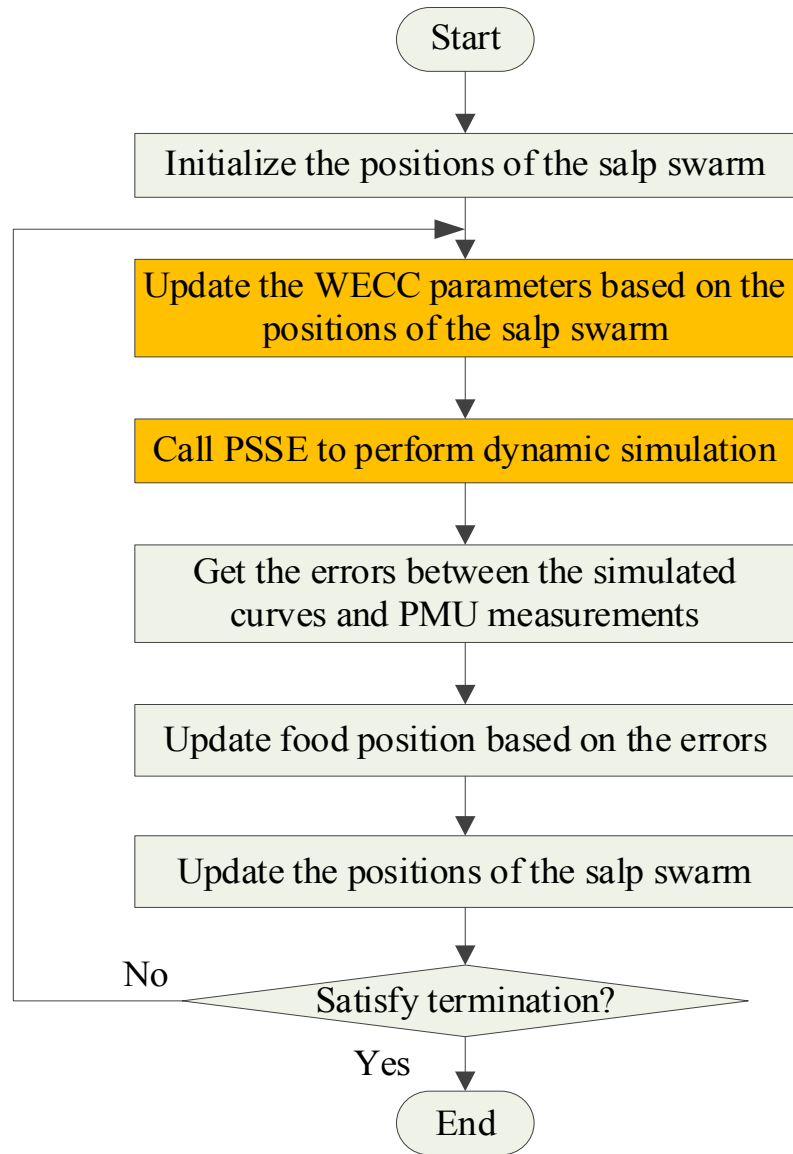 Start
Initialize the positions of the salp swarm
Update the WECC parameters based on the
positions of the salp swarm
Call PSSE to perform dynamic simulation
Get the errors between the simulated
curves and PMU measurements
Update food position based on the errors
Update the positions of the salp swarm
No
Satisfy termination?
Yes
End